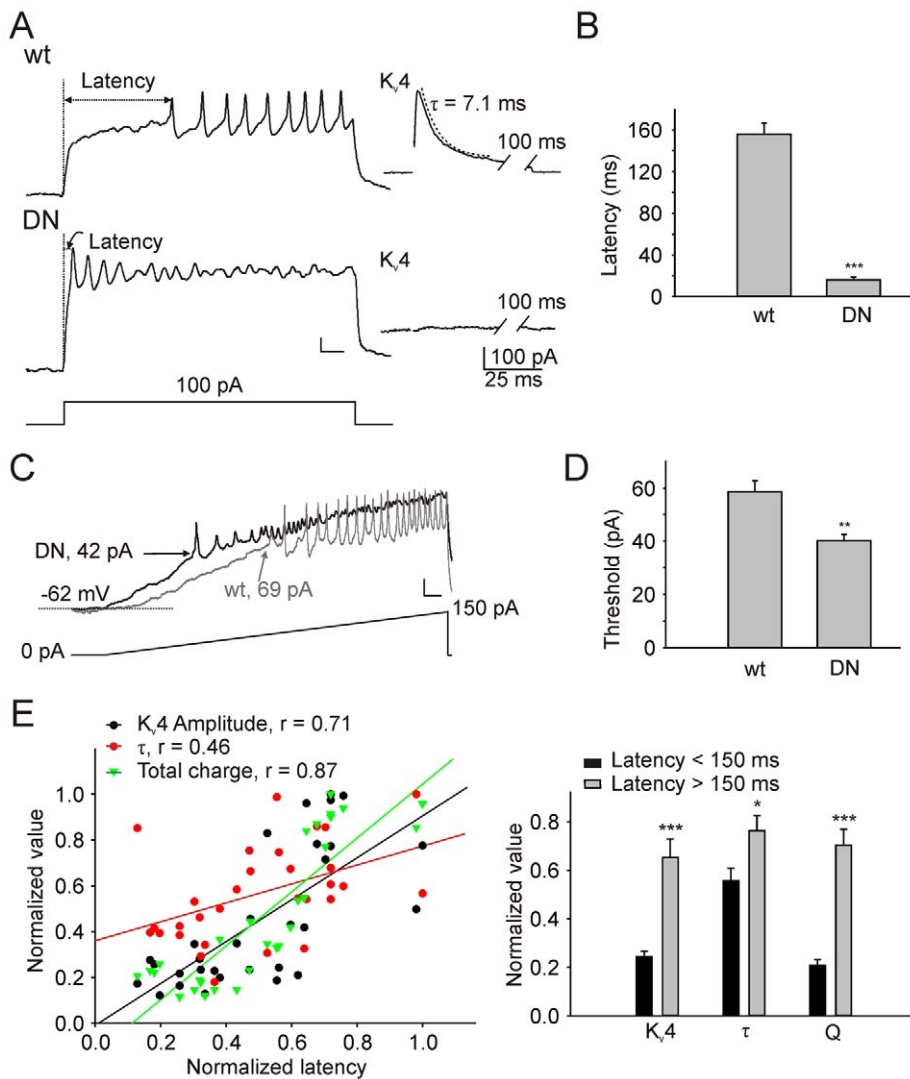 A
wt
Latency
Kv4
τ = 7.1 ms
100 ms
DN
Latency
Kv4
100 ms
100 pA
25 ms
100 pA
B
Latency (ms)
160
120
80
40
0
***
wt
DN
C
DN, 42 pA
wt, 69 pA
-62 mV
150 pA
0 pA
D
Threshold (pA)
60
40
20
0
**
wt
DN
E
Kv4 Amplitude, r = 0.71
τ, r = 0.46
Total charge, r = 0.87
Normalized value
1.0
0.8
0.6
0.4
0.2
0.0
0.0 0.2 0.4 0.6 0.8 1.0
Normalized latency
Latency < 150 ms
Latency > 150 ms
Normalized value
0.8
0.4
0.2
0.0
***
*
***
Kv4
τ
Q